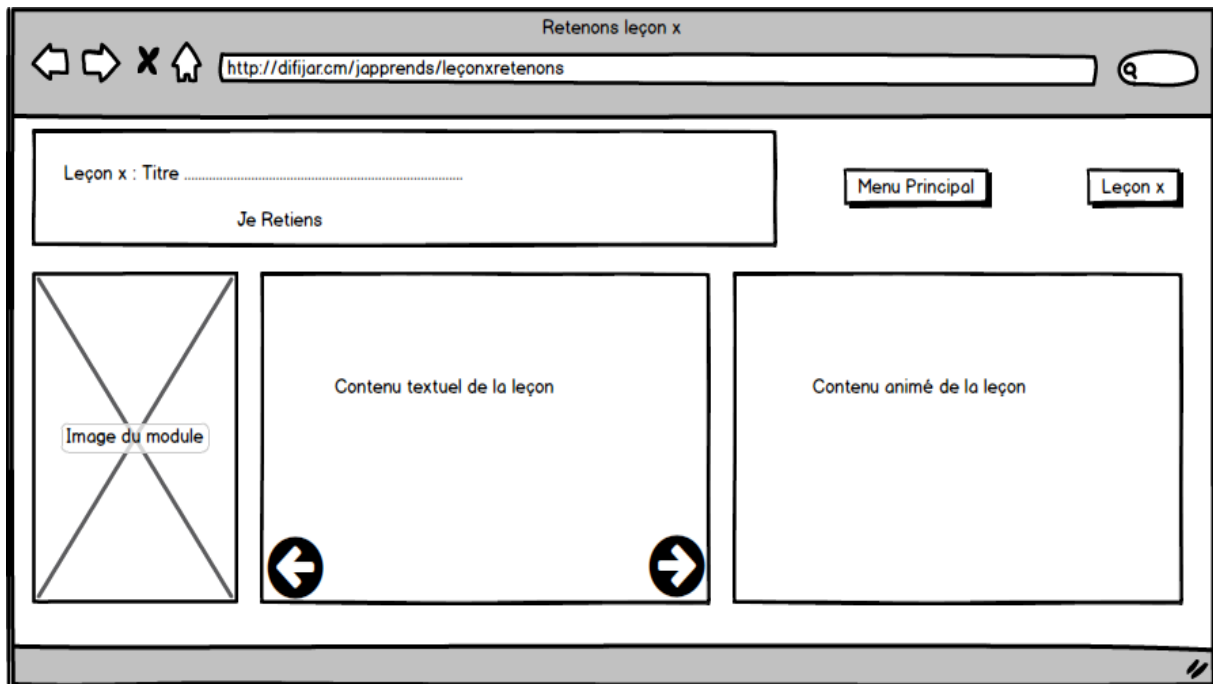 Retenons leçon x
http://difijar.cm/japprends/leçonxretenons
Leçon x : Titre ................................................................................
Je Retiens
Menu Principal
Leçon x
Image du module
Contenu textuel de la leçon
Contenu animé de la leçon